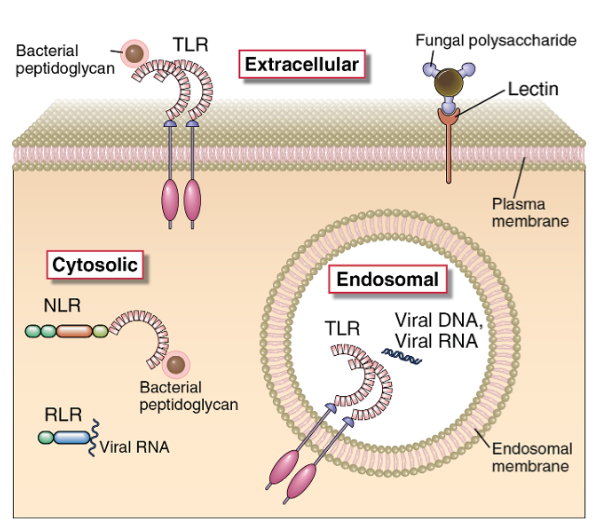 Bacterial
peptidoglycan
TLR
Extracellular
Fungal polysaccharide
Lectin
Plasma
membrane
Cytosolic
NLR
Bacterial
peptidoglycan
RLR
Viral RNA
Endosomal
TLR
Viral DNA,
Viral RNA
Endosomal
membrane